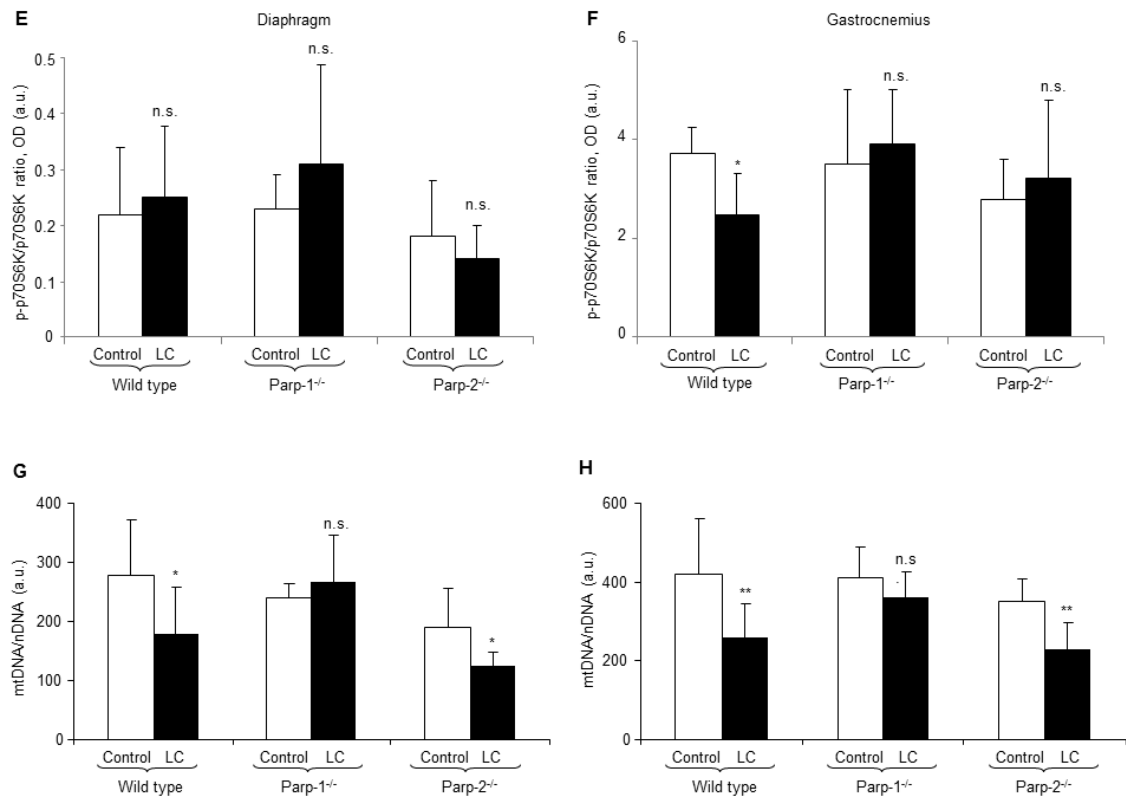 E
Diaphragm
p-p70S6K/p70S6K ratio, OD (a.u.)
0.5
0.4
0.3
0.2
0.1
0
n.s.
n.s.
n.s.
Control LC Control LC Control LC
Wild type Parp-1-/- Parp-2-/-
F
Gastrocnemius
p-p70S6K/p70S6K ratio, OD (a.u.)
6
4
2
0
*
n.s.
n.s.
Control LC Control LC Control LC
Wild type Parp-1-/- Parp-2-/-
G
mtDNA/nDNA (a.u.)
400
300
200
100
0
*
n.s.
*
Control LC Control LC Control LC
Wild type Parp-1-/- Parp-2-/-
H
mtDNA/nDNA (a.u.)
600
400
200
0
**
n.s
**
Control LC Control LC Control LC
Wild type Parp-1-/- Parp-2-/-